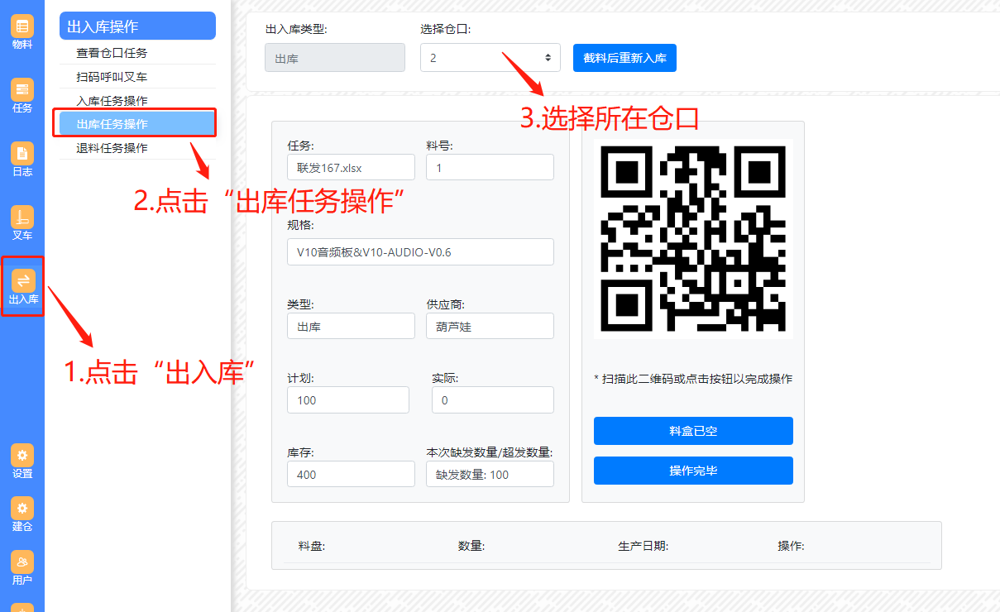 物料
任务
日志
叉车
出入库
设置
建仓
用户
出入库操作
查看仓口任务
扫码呼叫叉车
入库任务操作
出库任务操作
退料任务操作
1.点击“出入库”
2.点击“出库任务操作”
3.选择所在仓口
出入库类型:
选择仓口:
出库
2
截料后重新入库
任务:
料号:
联发167.xlsx
1
规格:
V10音频板&V10-AUDIO-V0.6
类型:
供应商:
出库
葫芦娃
计划:
实际:
100
0
库存:
本次缺发数量/超发数量:
400
缺发数量: 100
* 扫描此二维码或点击按钮以完成操作
料盒已空
操作完毕
料盘:
数量:
生产日期:
操作: